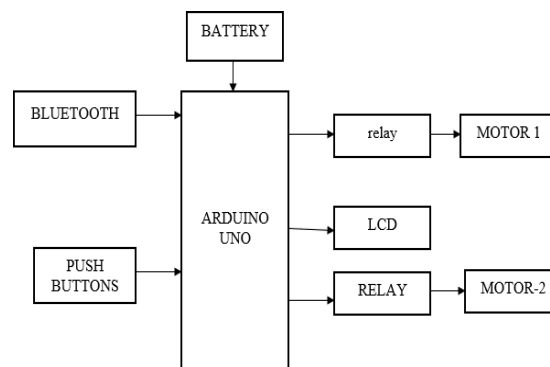 BATTERY
BLUETOOTH
relay
MOTOR 1
ARDUINO
UNO
LCD
PUSH
BUTTONS
RELAY
MOTOR-2